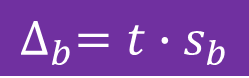 Δ_b = t · s_b